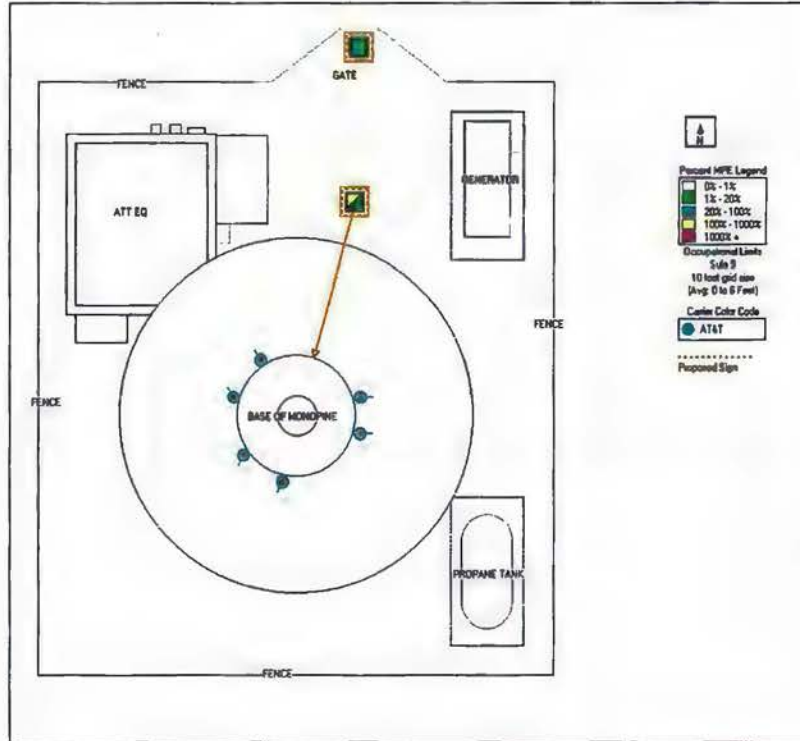 GATE
FENCE
GENERATOR
ATT EQ
N
Percent MPE Legend
0% - 1%
1% - 20%
20% - 100%
100% - 1000%
1000% +
Occupational Limits
Sula 9
10 foot grid size
(Avg: 0 to 6 Feet)
Carrier Color Code
AT&T
Proposed Sign
FENCE
FENCE
BASE OF MONOPINE
PROPANE TANK
FENCE